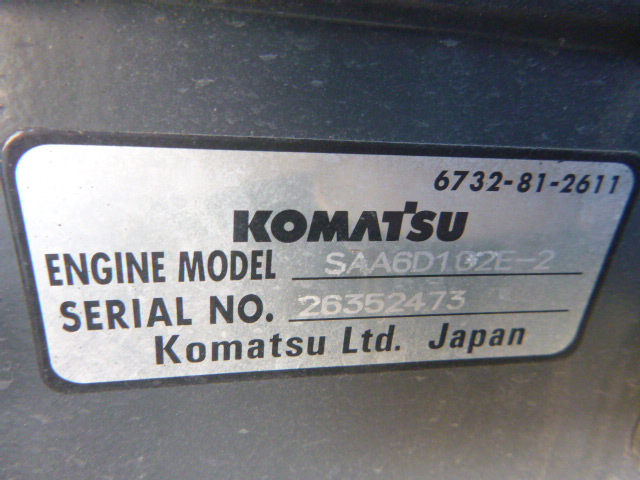 6732-81-2611
KOMATSU
ENGINE MODEL SAA6D102E-2
SERIAL NO. 26352473
Komatsu Ltd. Japan